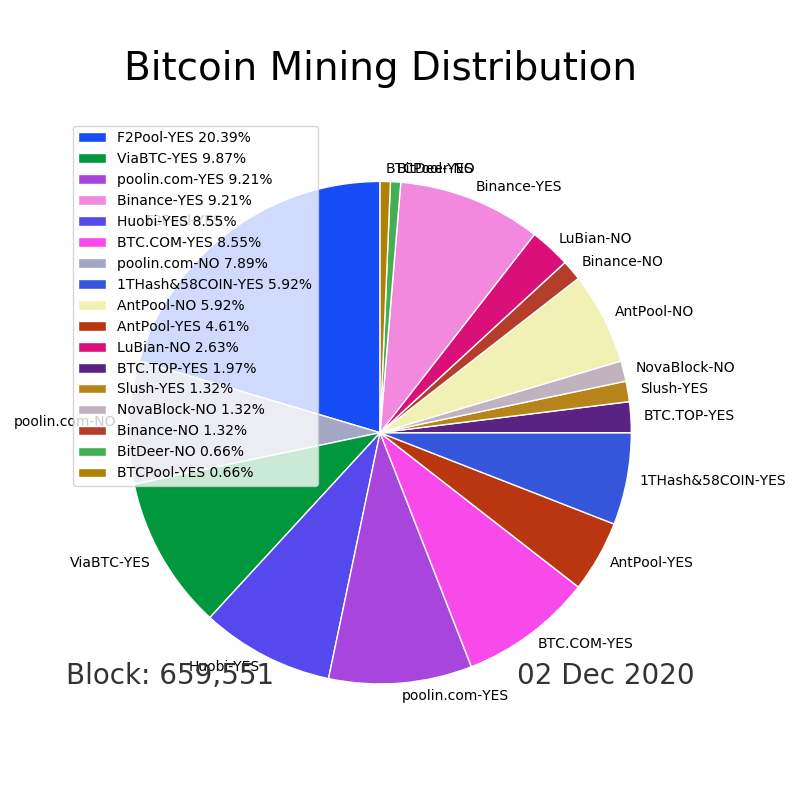 Bitcoin Mining Distribution
F2Pool-YES 20.39%
ViaBTC-YES 9.87%
poolin.com-YES 9.21%
Binance-YES 9.21%
Huobi-YES 8.55%
BTC.COM-YES 8.55%
poolin.com-NO 7.89%
1THash&58COIN-YES 5.92%
AntPool-NO 5.92%
AntPool-YES 4.61%
LuBian-NO 2.63%
BTC.TOP-YES 1.97%
Slush-YES 1.32%
NovaBlock-NO 1.32%
Binance-NO 1.32%
BitDeer-NO 0.66%
BTCPool-YES 0.66%
BTCPool-YES
BitDeer-NO
Binance-YES
LuBian-NO
Binance-NO
AntPool-NO
NovaBlock-NO
Slush-YES
BTC.TOP-YES
1THash&58COIN-YES
AntPool-YES
BTC.COM-YES
poolin.com-YES
Huobi-YES
ViaBTC-YES
poolin.com-NO
F2Pool-YES
Block: 659,551
02 Dec 2020